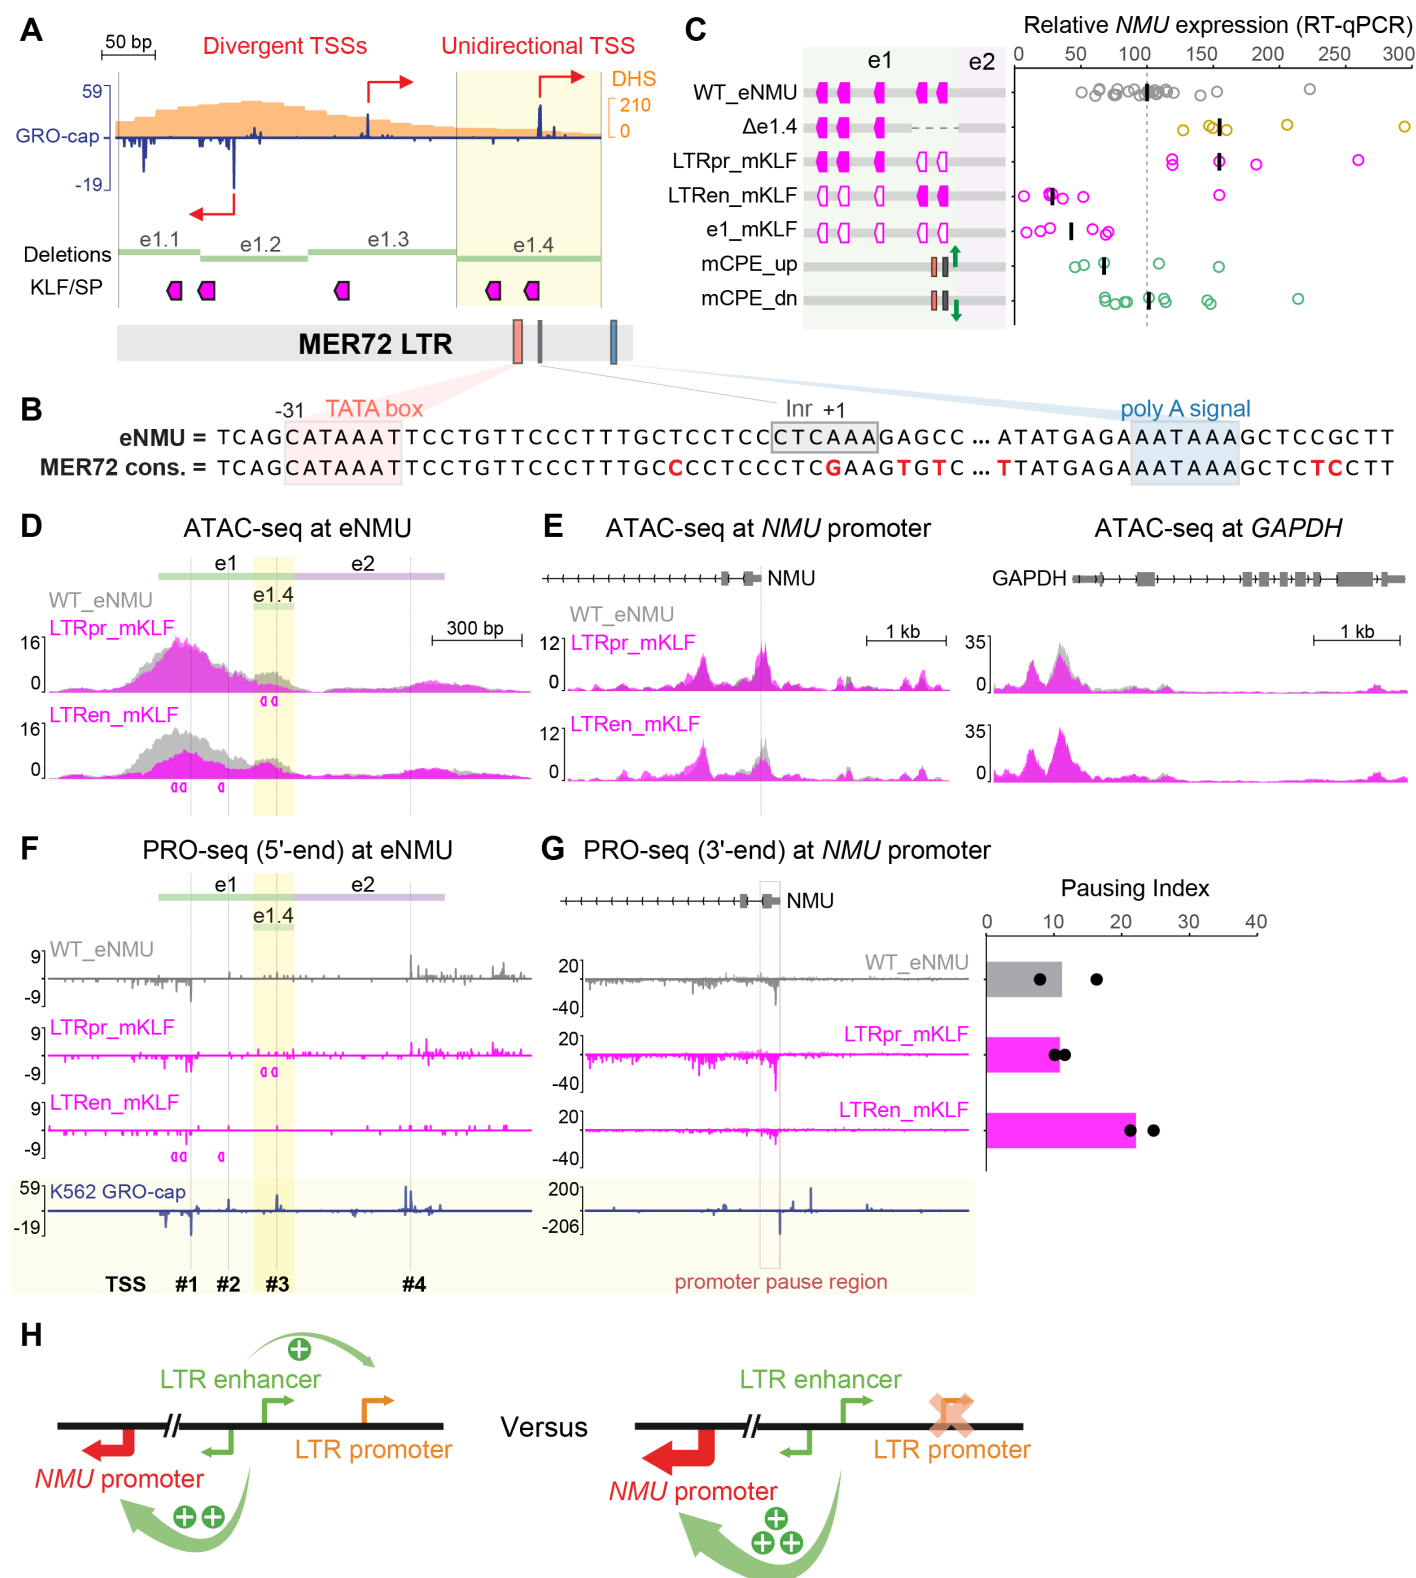 A
50 bp
Divergent TSSs
Unidirectional TSS
DHS
59
210
0
GRO-cap
-19
Deletions
e1.1
e1.2
e1.3
e1.4
KLF/SP
MER72 LTR
C
Relative NMU expression (RT-qPCR)
0 50 100 150 200 250 300
e1
e2
WT_eNMU
Δe1.4
LTRpr_mKLF
LTRen_mKLF
e1_mKLF
mCPE_up
mCPE_dn
B
-31 TATA box
Inr +1
poly A signal
eNMU = TCAGCATAAATTCCTGTTCCCTTTGCTCCTCCCTCAAAGAGCC ... ATATGAGAAATAAAGCTCCGCTT
MER72 cons. = TCAGCATAAATTCCTGTTCCCTTTGCCCCTCCCTCGAAGTGTC ... TTATGAGAAATAAAGCTCTCCTT
D
ATAC-seq at eNMU
e1
e2
e1.4
WT_eNMU
LTRpr_mKLF
300 bp
16
0
LTRen_mKLF
16
0
E
ATAC-seq at NMU promoter
NMU
WT_eNMU
LTRpr_mKLF
1 kb
12
0
LTRen_mKLF
12
0
ATAC-seq at GAPDH
GAPDH
1 kb
35
0
35
0
F
PRO-seq (5'-end) at eNMU
e1
e2
e1.4
WT_eNMU
9
-9
LTRpr_mKLF
9
-9
LTRen_mKLF
9
-9
K562 GRO-cap
59
-19
TSS #1 #2 #3 #4
G
PRO-seq (3'-end) at NMU promoter
NMU
WT_eNMU
20
-40
LTRpr_mKLF
20
-40
LTRen_mKLF
20
-40
200
-206
promoter pause region
Pausing Index
0 10 20 30 40
H
LTR enhancer
LTR promoter
NMU promoter
Versus
LTR enhancer
LTR promoter
NMU promoter